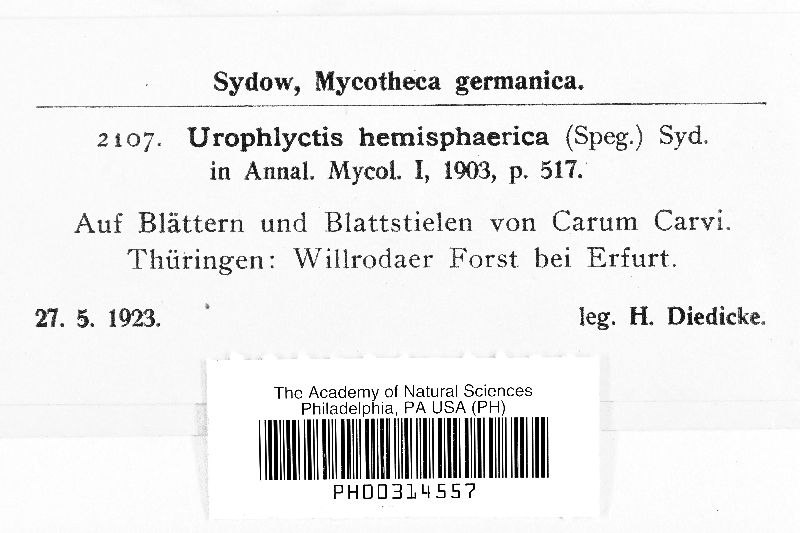 Sydow, Mycotheca germanica.
2107. Urophlyctis hemisphaerica (Speg.) Syd.
in Annal. Mycol. I, 1903, p. 517.
Auf Blättern und Blattstielen von Carum Carvi.
Thüringen: Willrodaer Forst bei Erfurt.
27. 5. 1923. leg. H. Diedicke.
The Academy of Natural Sciences
Philadelphia, PA USA (PH)
PH00314557